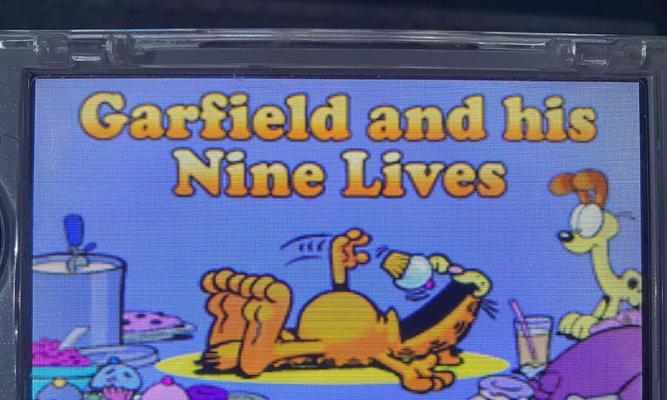 Garfield and his
Nine Lives